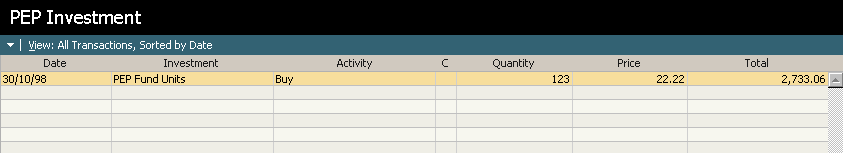 PEP Investment
View: All Transactions, Sorted by Date
Date Investment Activity C Quantity Price Total
30/10/98 PEP Fund Units Buy 123 22.22 2,733.06